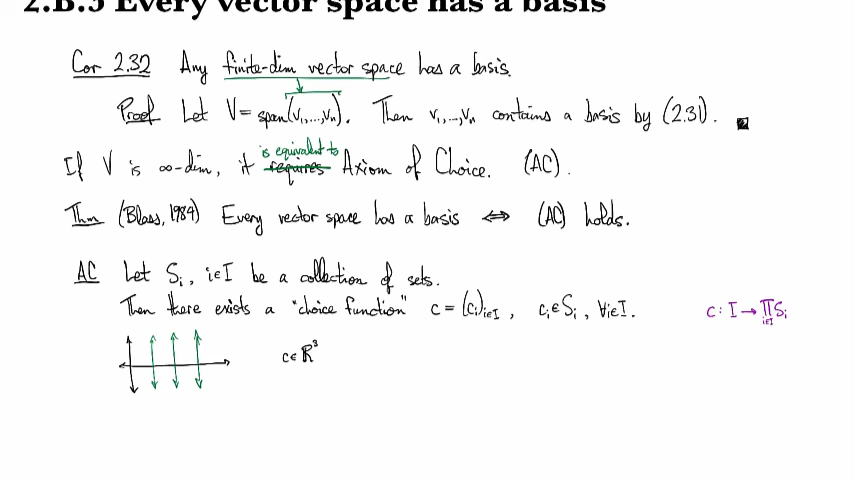 2.B.3 Every vector space has a basis
Cor 2.32 Any finite-dim vector space has a basis.
Proof Let V = span(v₁,...,vₙ). Then v₁,...,vₙ contains a basis by (2.31).
is equivalent to
If V is ∞-dim, it requires Axiom of Choice. (AC).
Thm (Blass, 1984) Every vector space has a basis ⇔ (AC) holds.
AC Let Sᵢ, i∈I be a collection of sets.
Then there exists a "choice function" c = (cᵢ)ᵢ∈I, cᵢ∈Sᵢ, ∀i∈I. c: I → ∏ Sᵢ
i∈I
c∈ℝ³